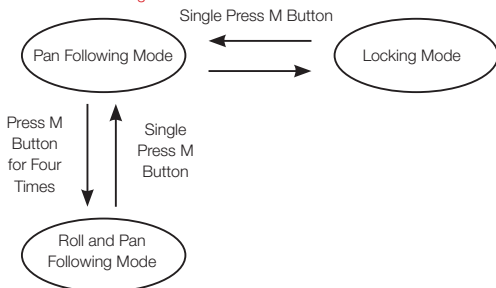 Single Press M Button
Pan Following Mode
Locking Mode
Press M
Button
for Four
Times
Single
Press M
Button
Roll and Pan
Following Mode